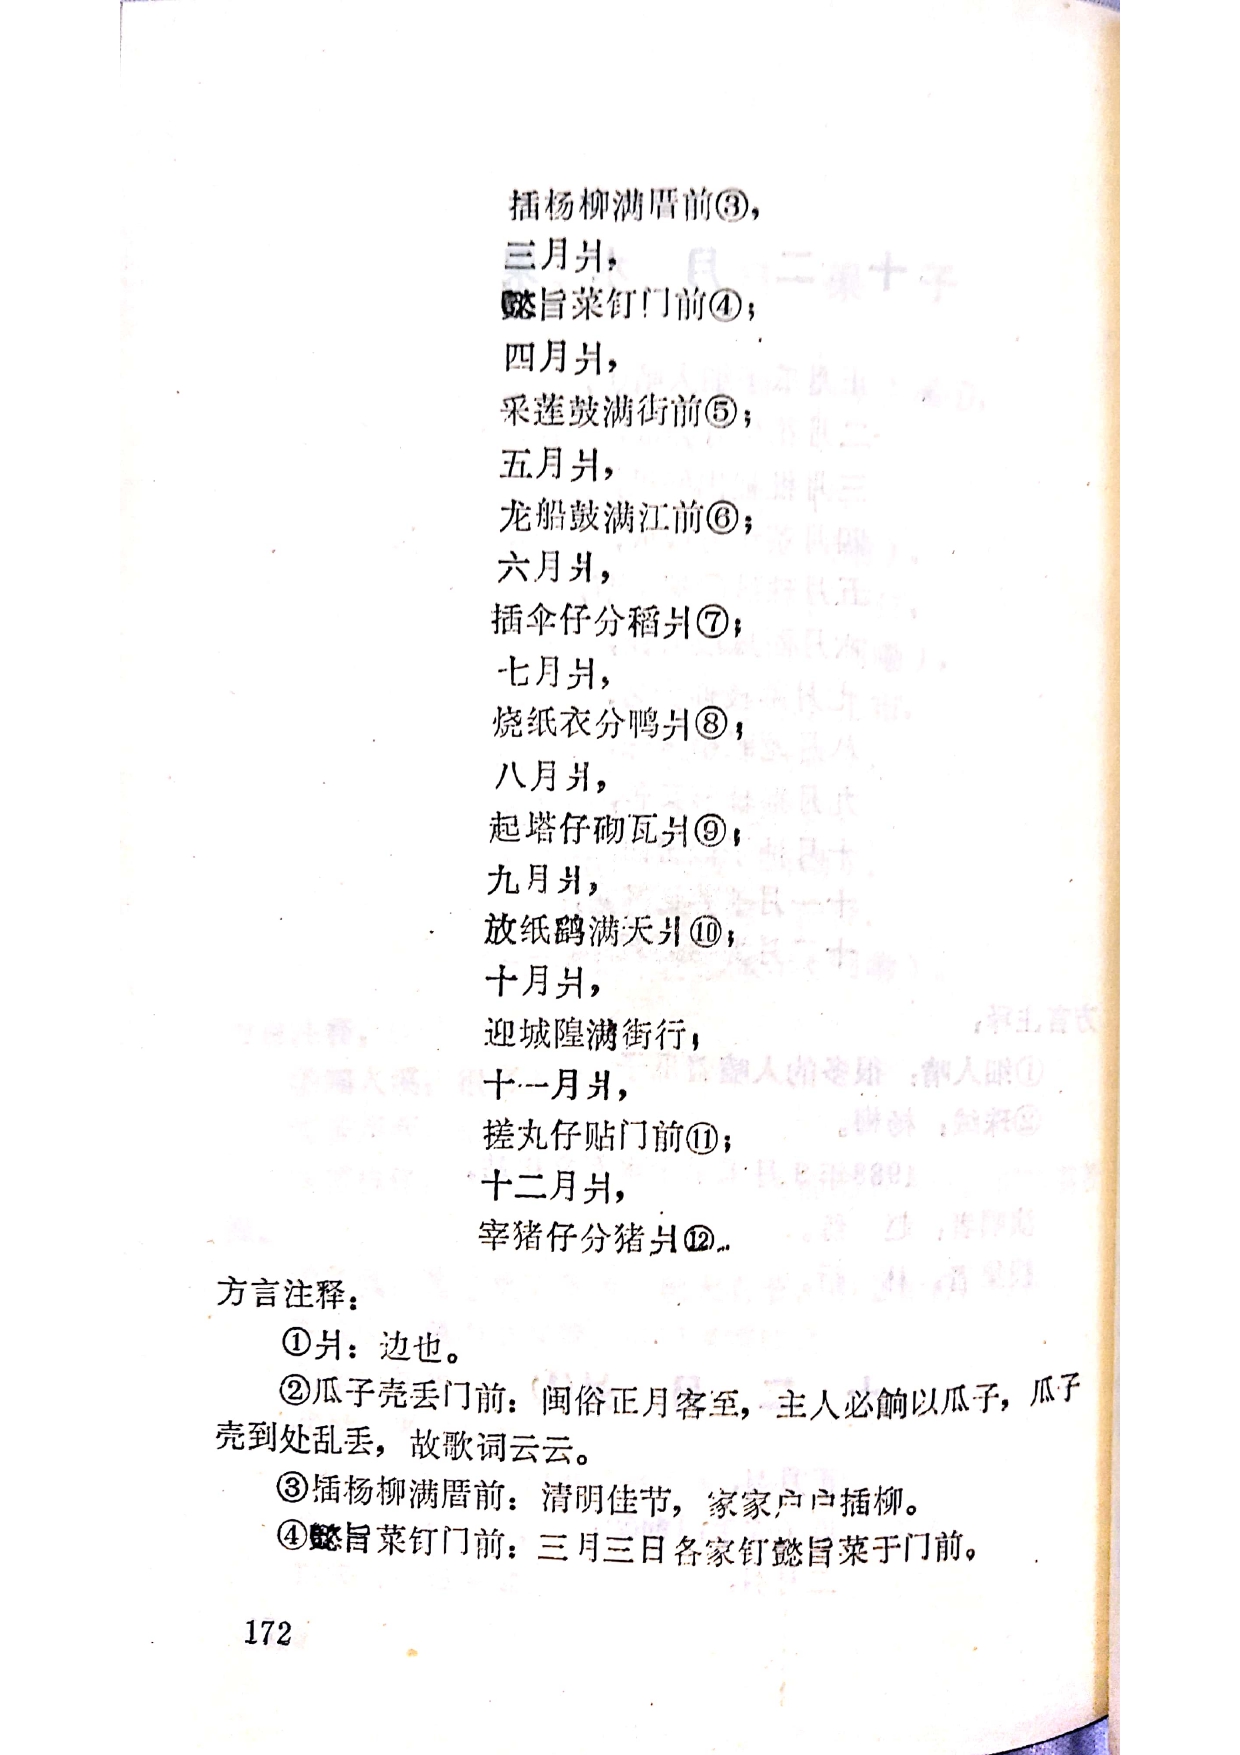 插杨柳满厝前③，
三月爿，
旨菜钉门前④；
四月爿，
采莲鼓满街前⑤；
五月爿，
龙船鼓满江前⑥；
六月爿，
插伞仔分稻爿⑦；
七月爿，
烧纸衣分鸭爿⑧；
八月爿，
起塔仔砌瓦爿⑨；
九月爿，
放纸鹞满天爿⑩；
十月爿，
迎城隍满街行；
十一月爿，
搓丸仔贴门前⑪；
十二月爿，
宰猪仔分猪爿⑫。
方言注释：
①爿：边也。
②瓜子壳丢门前：闽俗正月客至，主人必饷以瓜子，瓜子
壳到处乱丢，故歌词云云。
③插杨柳满厝前：清明佳节，家家户户插柳。
④旨菜钉门前：三月三日各家钉旨菜于门前。
172